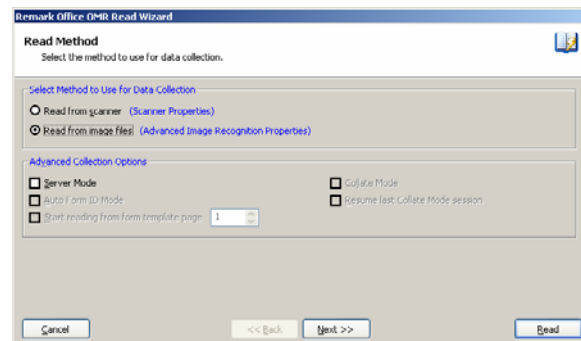 Remark Office OMR Read Wizard
Read Method
Select the method to use for data collection.
Select Method to Use for Data Collection
Read from scanner (Scanner Properties)
Read from image files (Advanced Image Recognition Properties)
Advanced Collection Options
Server Mode
Collate Mode
Auto Form ID Mode
Resume last Collate Mode session
Start reading from form template page 1
Cancel << Back Next >> Read